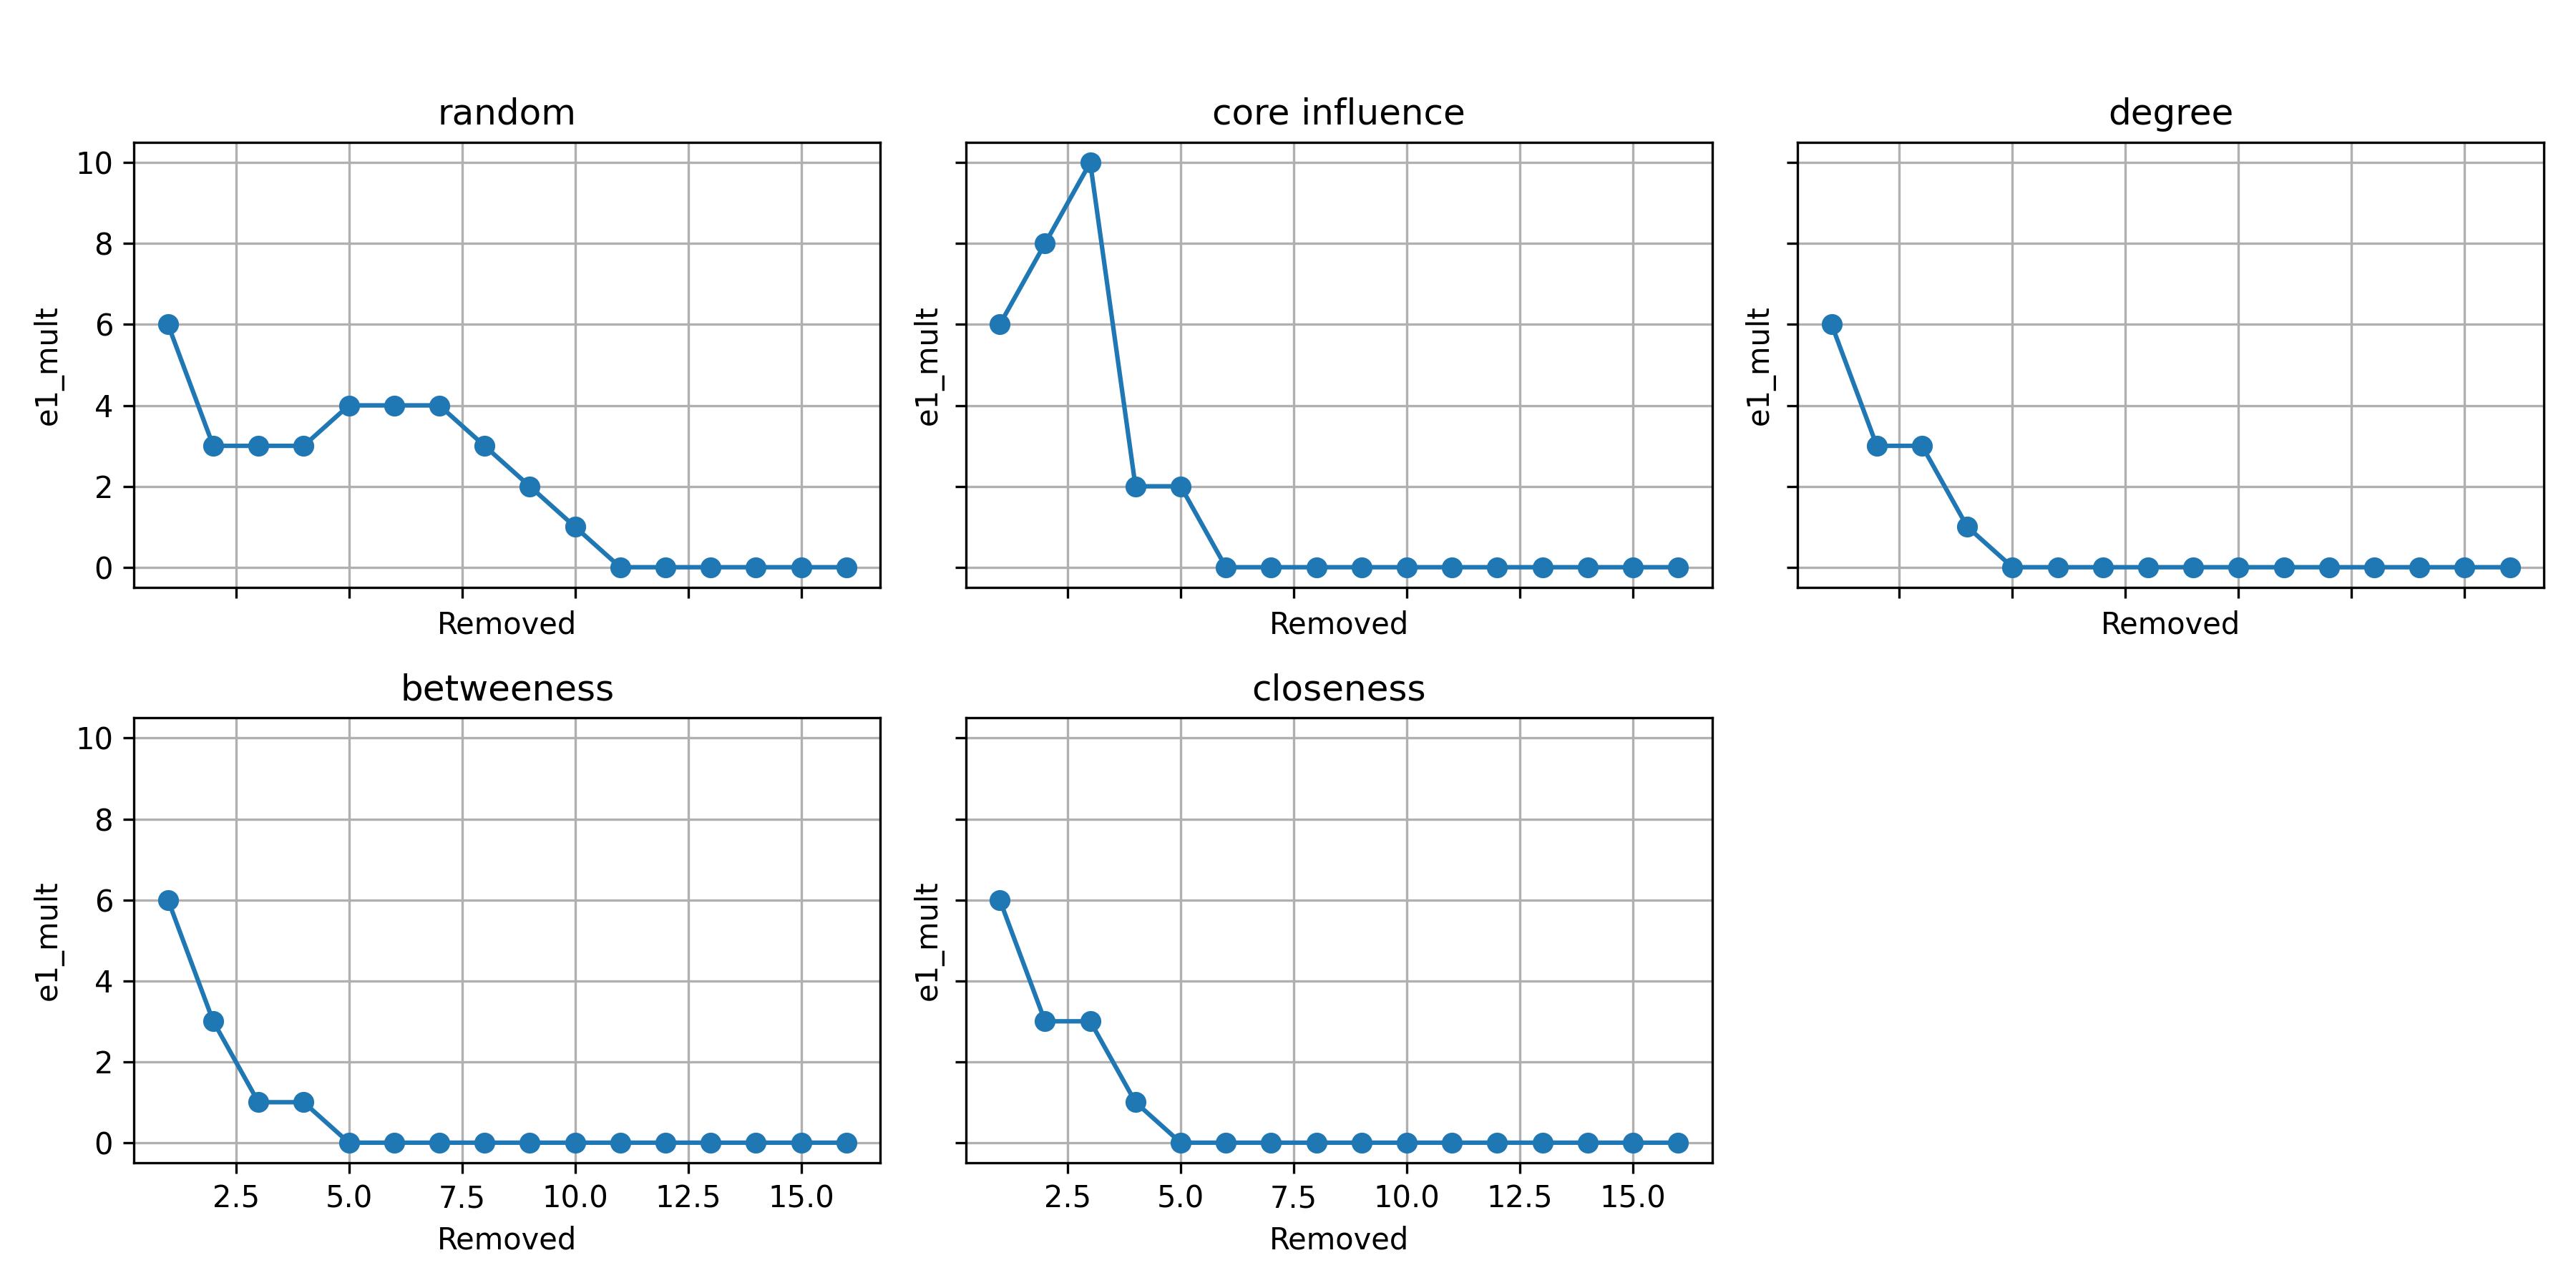 random
core influence
degree
10
8
6
4
2
0
e1_mult
e1_mult
e1_mult
Removed
Removed
Removed
betweeness
closeness
10
8
6
4
2
0
e1_mult
e1_mult
2.5 5.0 7.5 10.0 12.5 15.0
2.5 5.0 7.5 10.0 12.5 15.0
Removed
Removed